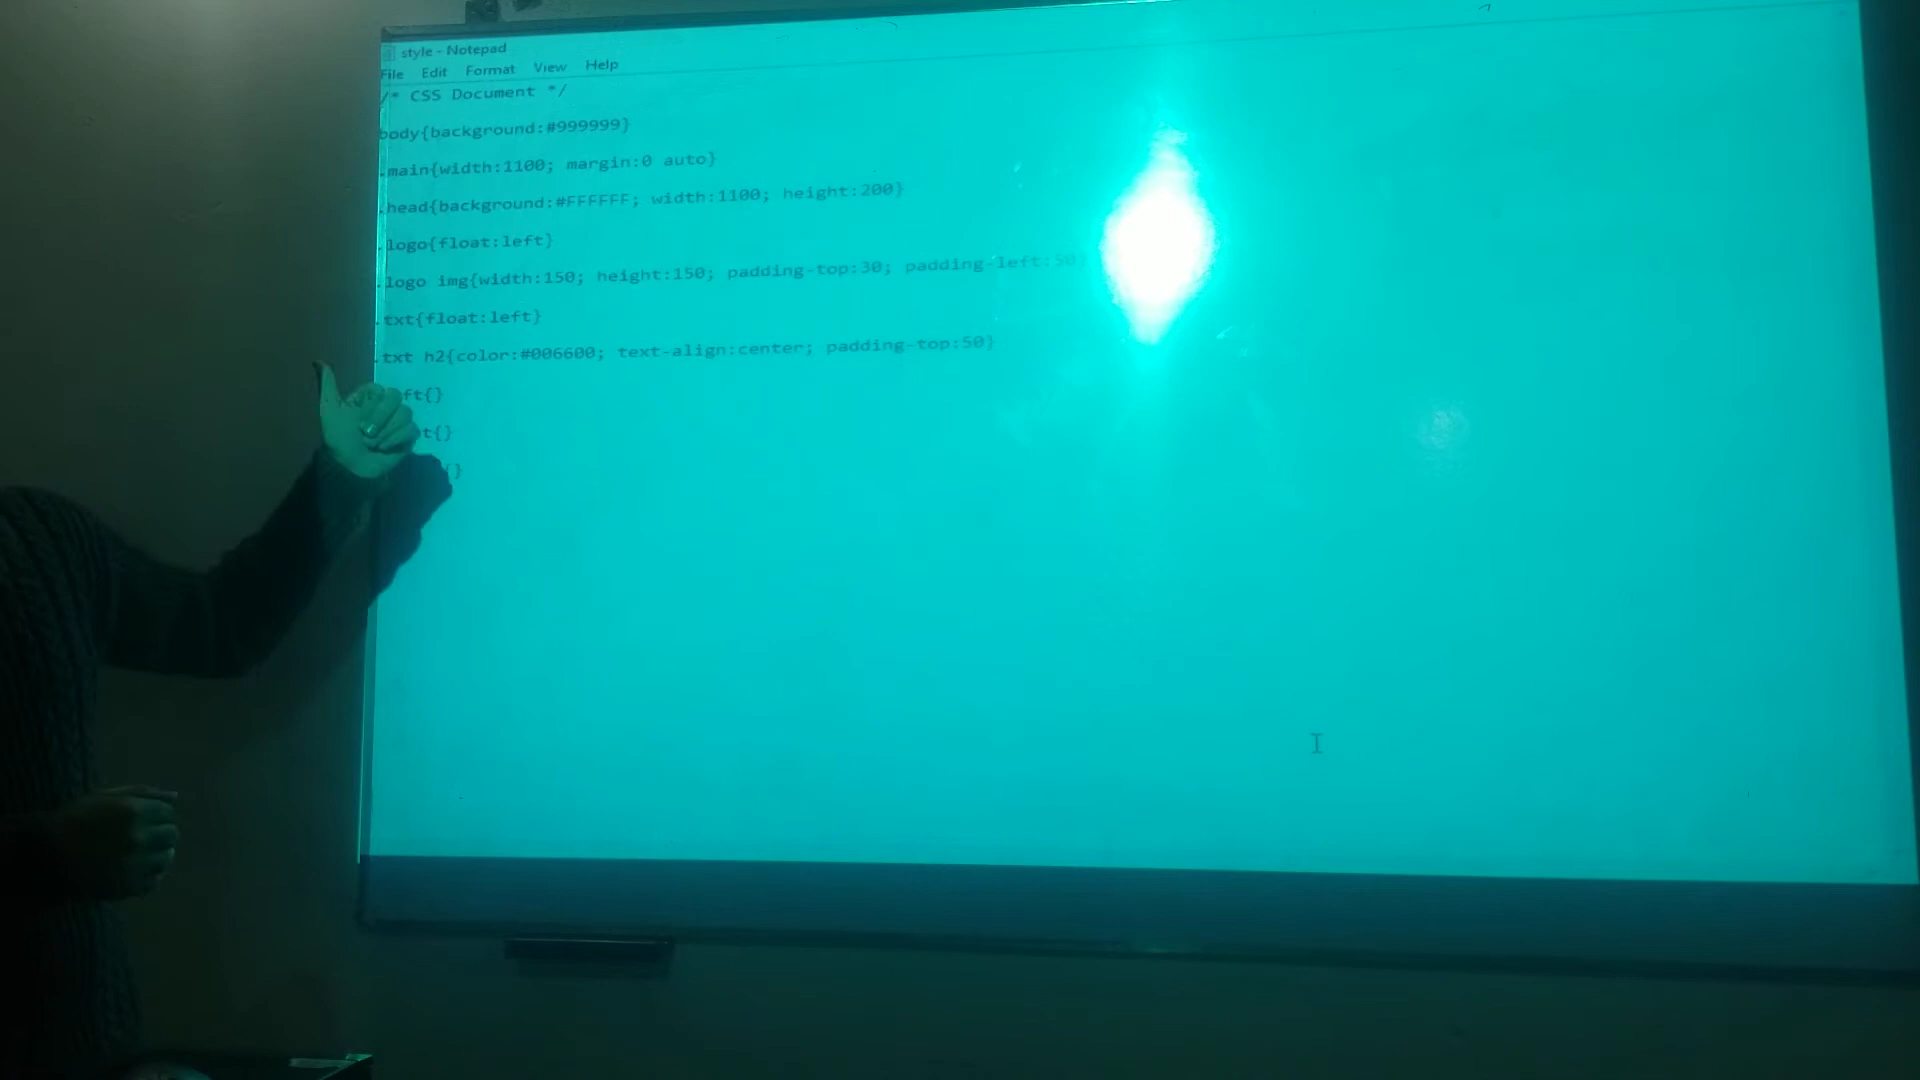 style - Notepad
File Edit Format View Help
/* CSS Document */
body{background:#999999}
.main{width:1100; margin:0 auto}
.head{background:#FFFFFF; width:1100; height:200}
.logo{float:left}
.logo img{width:150; height:150; padding-top:30; padding-left:50}
.txt{float:left}
.txt h2{color:#006600; text-align:center; padding-top:50}
ft{}
t{}
{}